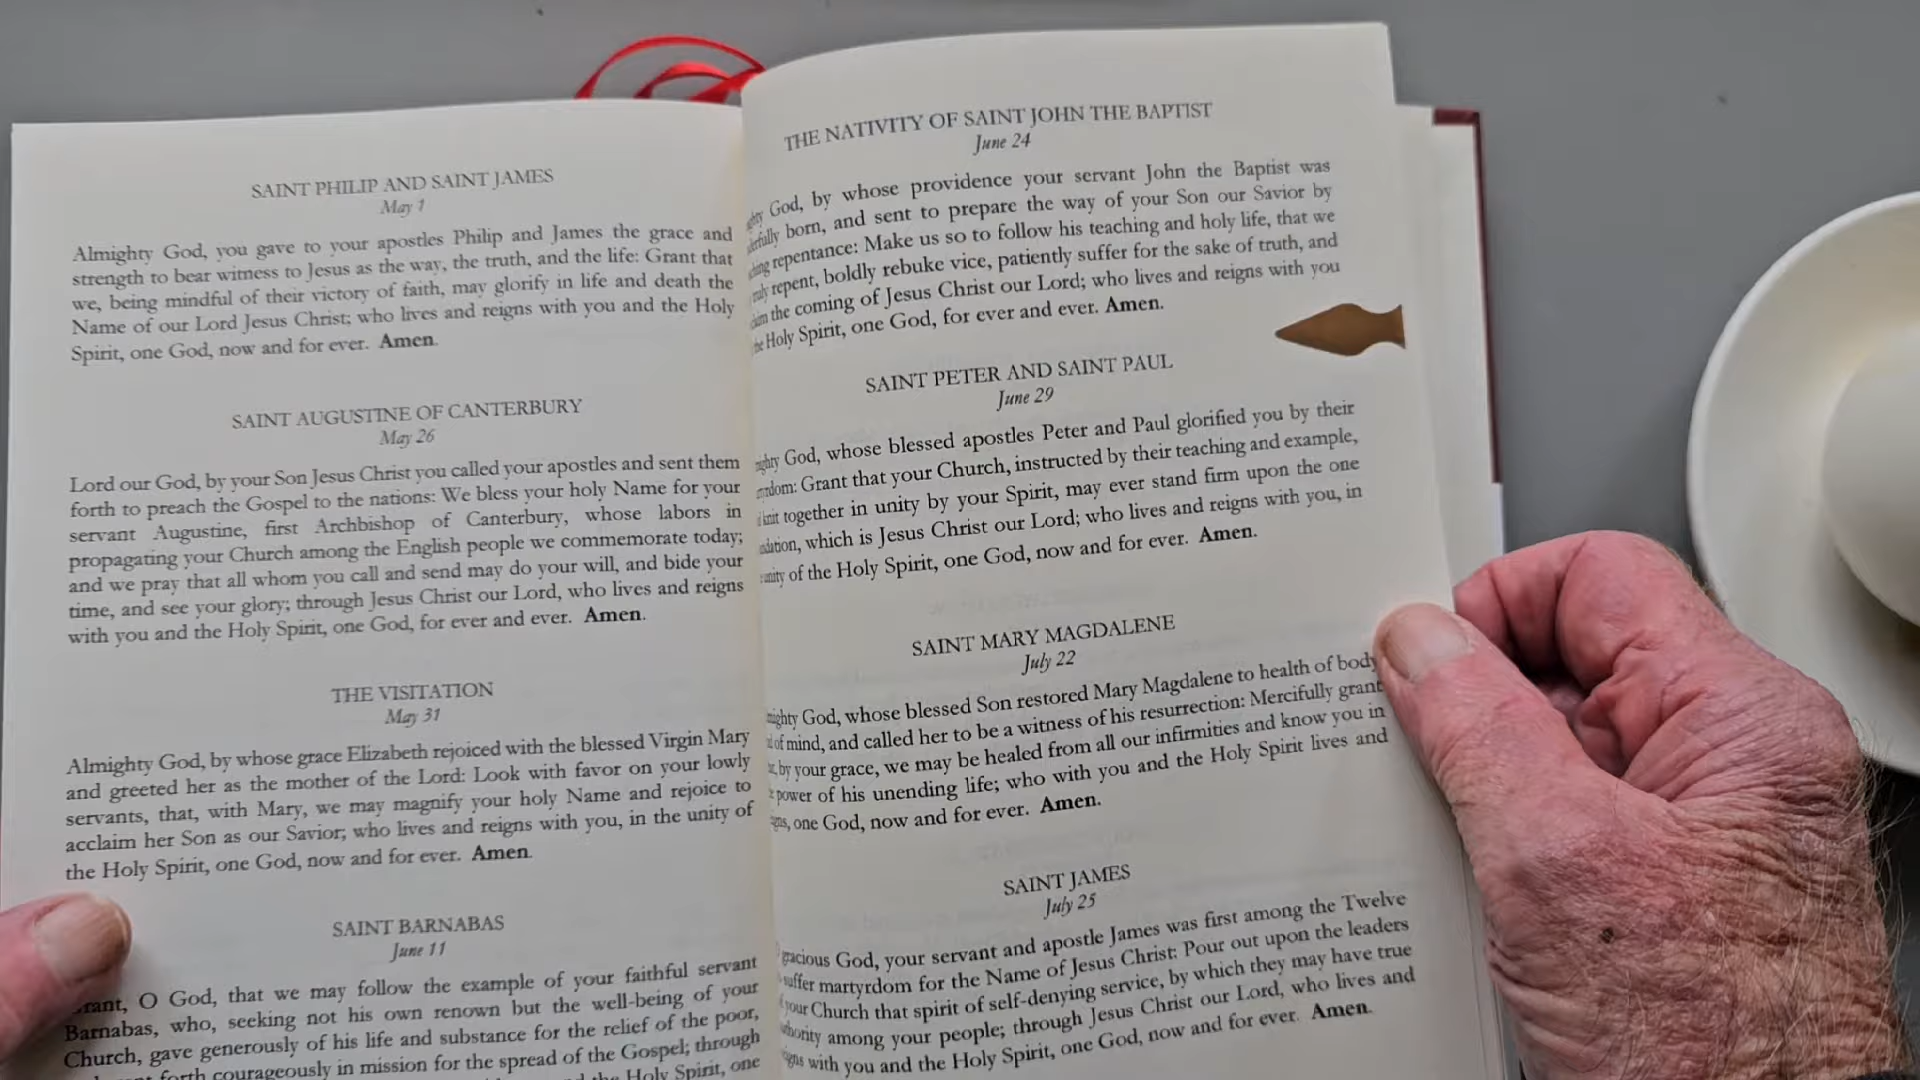 SAINT PHILIP AND SAINT JAMES
May 1
Almighty God, you gave to your apostles Philip and James the grace and
strength to bear witness to Jesus as the way, the truth, and the life: Grant that
we, being mindful of their victory of faith, may glorify in life and death the
Name of our Lord Jesus Christ; who lives and reigns with you and the Holy
Spirit, one God, now and for ever. Amen.
SAINT AUGUSTINE OF CANTERBURY
May 26
Lord our God, by your Son Jesus Christ you called your apostles and sent them
forth to preach the Gospel to the nations: We bless your holy Name for your
servant Augustine, first Archbishop of Canterbury, whose labors in
propagating your Church among the English people we commemorate today;
and we pray that all whom you call and send may do your will, and bide your
time, and see your glory; through Jesus Christ our Lord, who lives and reigns
with you and the Holy Spirit, one God, for ever and ever. Amen.
THE VISITATION
May 31
Almighty God, by whose grace Elizabeth rejoiced with the blessed Virgin Mary
and greeted her as the mother of the Lord: Look with favor on your lowly
servants, that, with Mary, we may magnify your holy Name and rejoice to
acclaim her Son as our Savior; who lives and reigns with you, in the unity of
the Holy Spirit, one God, now and for ever. Amen.
SAINT BARNABAS
June 11
Grant, O God, that we may follow the example of your faithful servant
Barnabas, who, seeking not his own renown but the well-being of your
Church, gave generously of his life and substance for the relief of the poor,
forth courageously in mission for the spread of the Gospel; through
the Holy Spirit, one
THE NATIVITY OF SAINT JOHN THE BAPTIST
June 24
God, by whose providence your servant John the Baptist was
born, and sent to prepare the way of your Son our Savior by
repentance: Make us so to follow his teaching and holy life, that we
repent, boldly rebuke vice, patiently suffer for the sake of truth, and
the coming of Jesus Christ our Lord; who lives and reigns with you
Holy Spirit, one God, for ever and ever. Amen.
SAINT PETER AND SAINT PAUL
June 29
God, whose blessed apostles Peter and Paul glorified you by their
Grant that your Church, instructed by their teaching and example,
knit together in unity by your Spirit, may ever stand firm upon the one
which is Jesus Christ our Lord; who lives and reigns with you, in
unity of the Holy Spirit, one God, now and for ever. Amen.
SAINT MARY MAGDALENE
July 22
God, whose blessed Son restored Mary Magdalene to health of body
of mind, and called her to be a witness of his resurrection: Mercifully grant
by your grace, we may be healed from all our infirmities and know you in
power of his unending life; who with you and the Holy Spirit lives and
one God, now and for ever. Amen.
SAINT JAMES
July 25
God, your servant and apostle James was first among the Twelve
suffer martyrdom for the Name of Jesus Christ: Pour out upon the leaders
your Church that spirit of self-denying service, by which they may have true
among your people; through Jesus Christ our Lord, who lives and
with you and the Holy Spirit, one God, now and for ever. Amen.